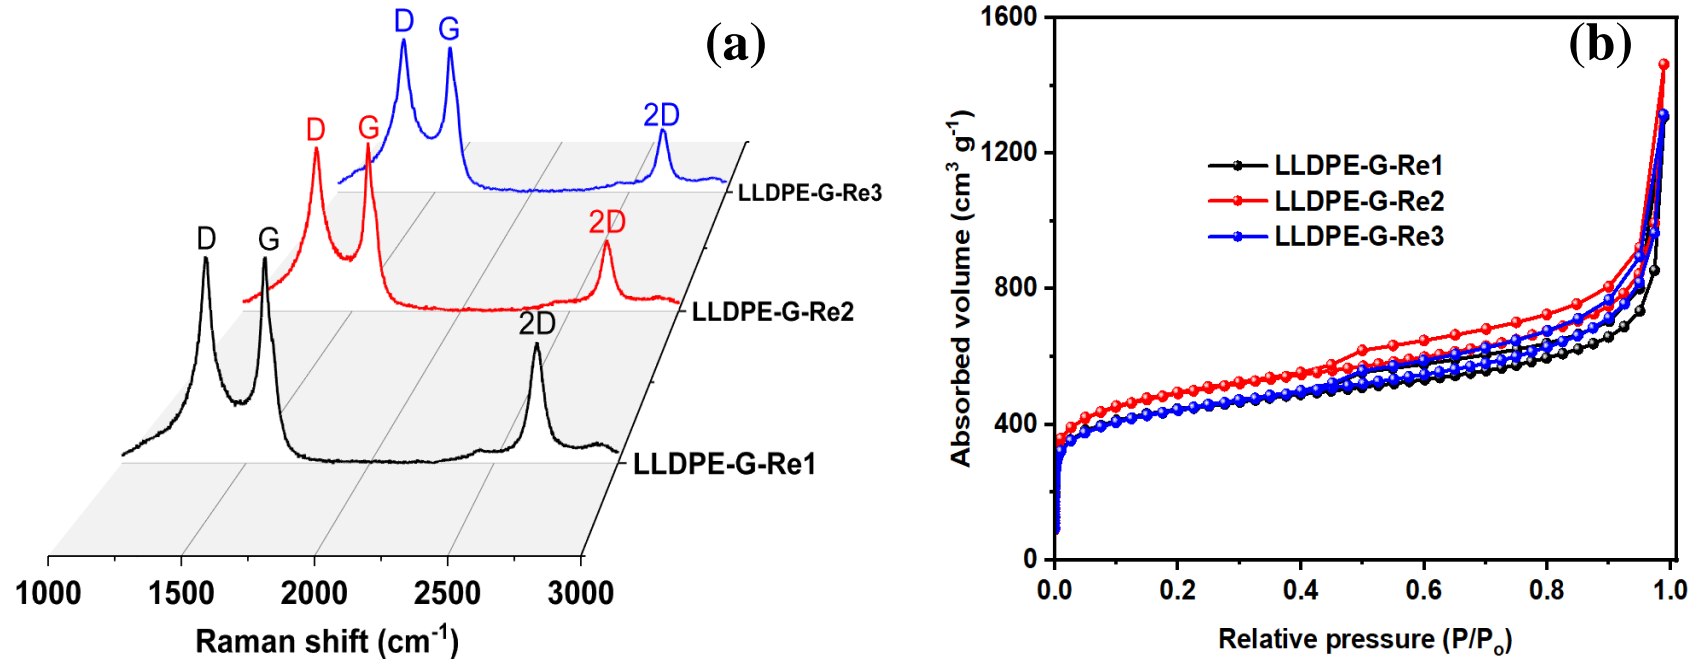 (a)
D
G
2D
LLDPE-G-Re3
D
G
2D
LLDPE-G-Re2
D
G
2D
LLDPE-G-Re1
1000 1500 2000 2500 3000
Raman shift (cm⁻¹)
(b)
1600
1200
800
400
0
Absorbed volume (cm³ g⁻¹)
LLDPE-G-Re1
LLDPE-G-Re2
LLDPE-G-Re3
0.0 0.2 0.4 0.6 0.8 1.0
Relative pressure (P/Pₒ)